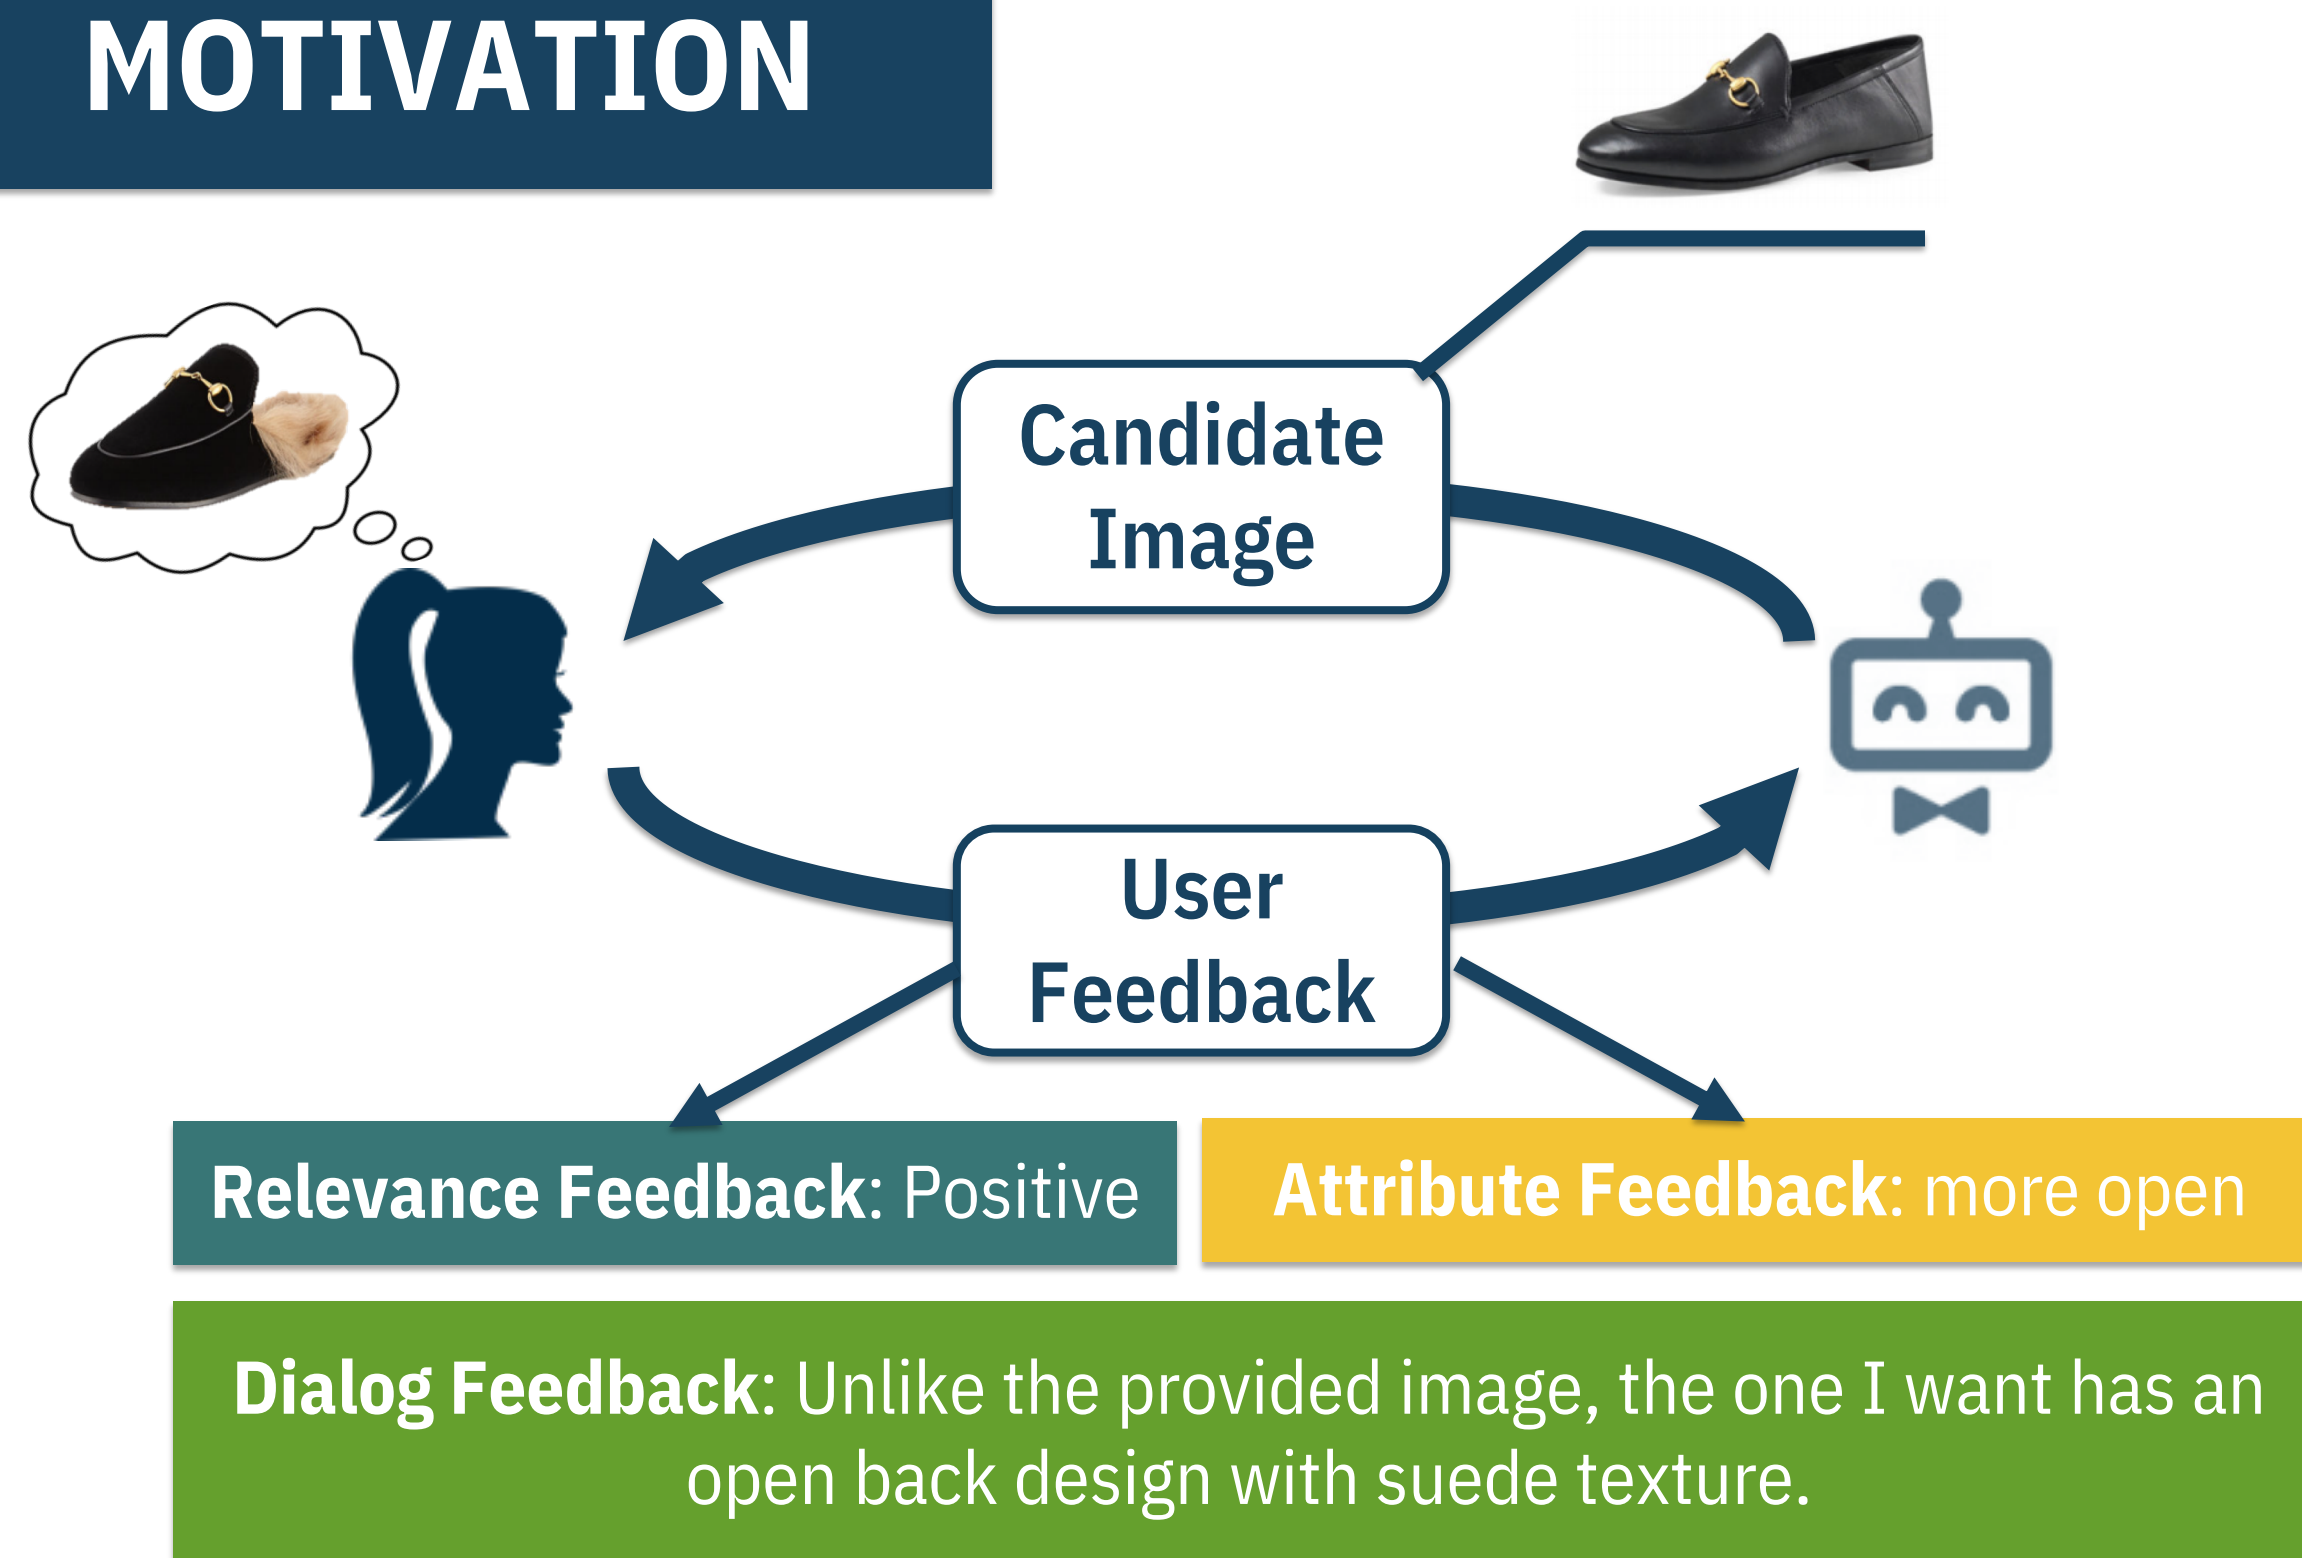 MOTIVATION
Candidate
Image
User
Feedback
Relevance Feedback: Positive
Attribute Feedback: more open
Dialog Feedback: Unlike the provided image, the one I want has an
open back design with suede texture.